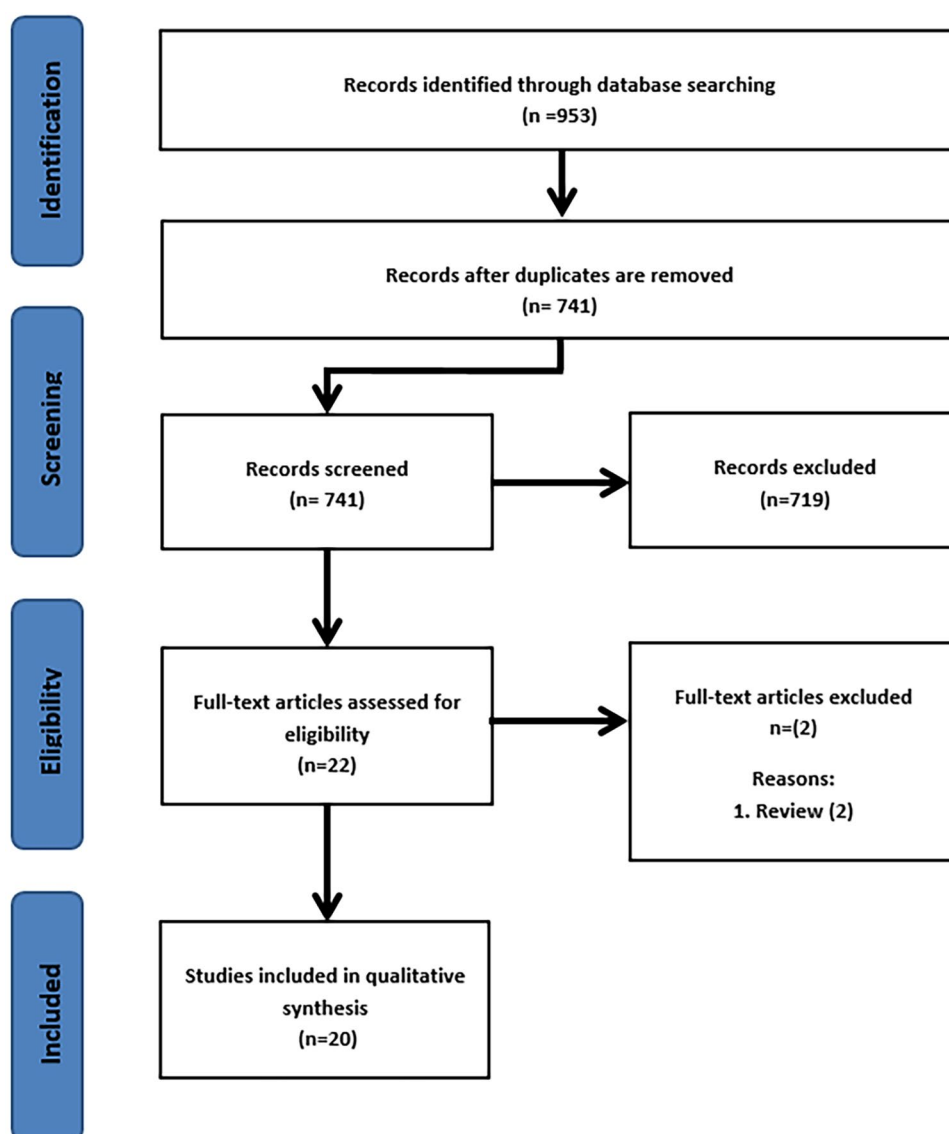 Identification
Records identified through database searching
(n =953)
Records after duplicates are removed
(n= 741)
Screening
Records screened
(n= 741)
Records excluded
(n=719)
Eligibility
Full-text articles assessed for
eligibility
(n=22)
Full-text articles excluded
n=(2)
Reasons:
1. Review (2)
Included
Studies included in qualitative
synthesis
(n=20)